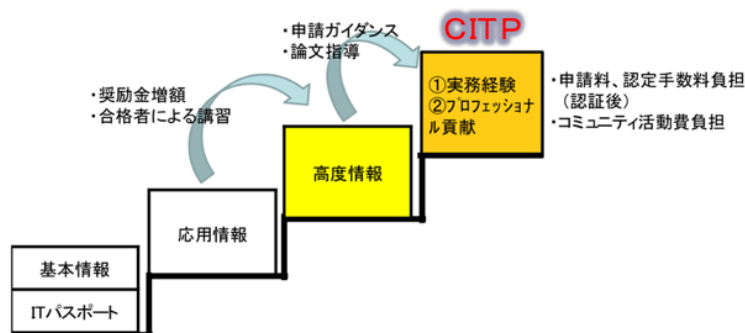 CITP
・申請ガイダンス
・論文指導
①実務経験
②プロフェッショナ
ル貢献
・申請料、認定手数料負担
（認証後）
・コミュニティ活動費負担
・奨励金増額
・合格者による講習
高度情報
応用情報
基本情報
ITパスポート